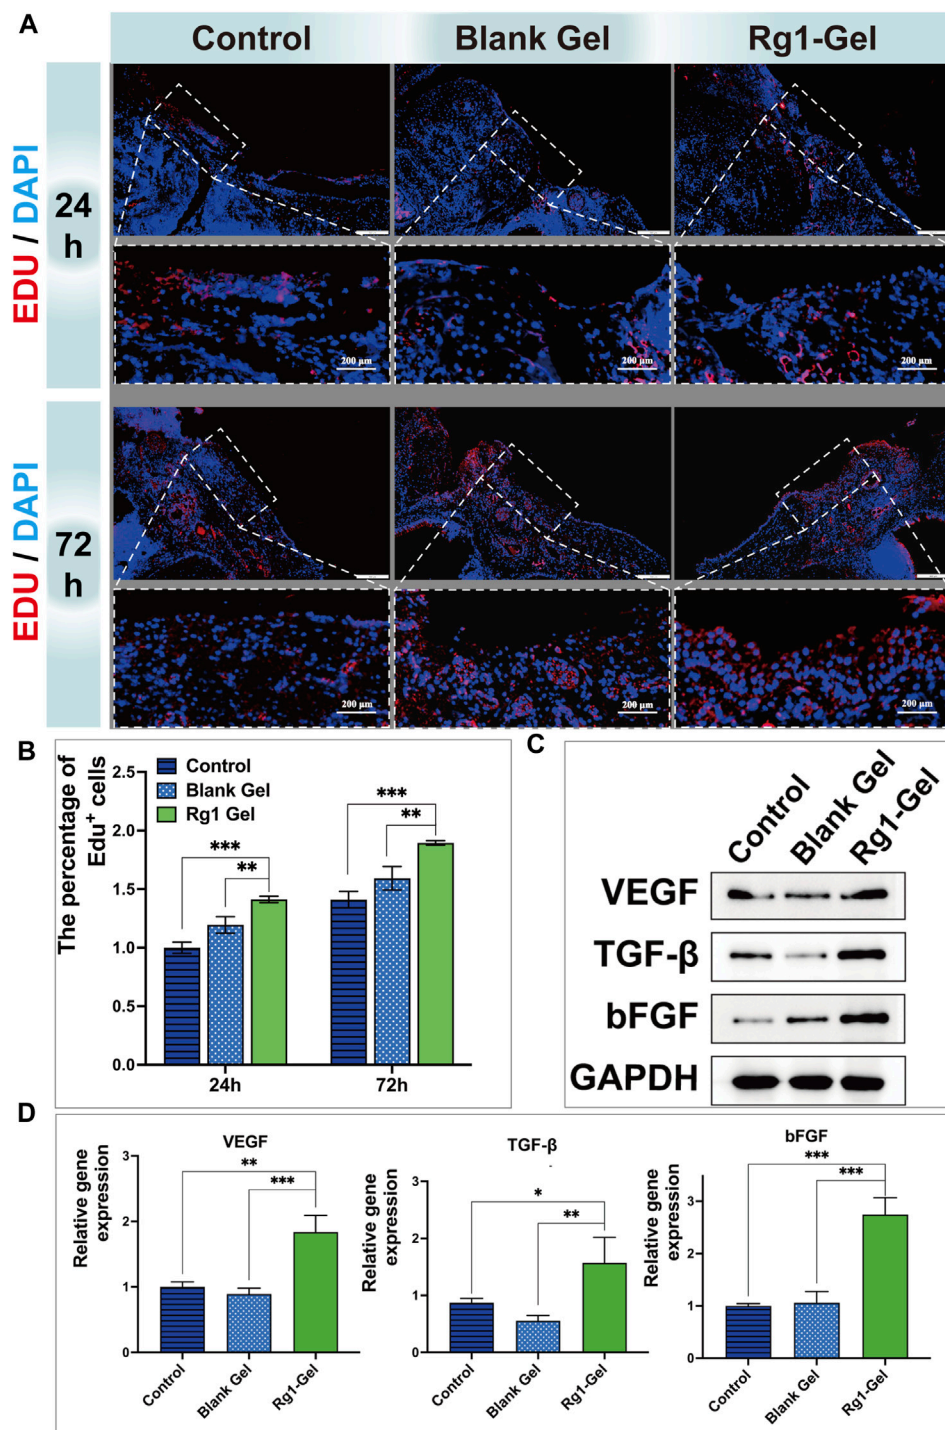 A
Control
Blank Gel
Rg1-Gel
EDU / DAPI
24
h
200 μm
200 μm
200 μm
EDU / DAPI
72
h
200 μm
200 μm
200 μm
B
The percentage of
Edu+ cells
2.5
2.0
1.5
1.0
0.5
0.0
Control
Blank Gel
Rg1 Gel
***
**
***
**
24h
72h
C
Control
Blank Gel
Rg1-Gel
VEGF
TGF-β
bFGF
GAPDH
D
VEGF
Relative gene
expression
3
2
1
0
**
***
Control
Blank Gel
Rg1-Gel
TGF-β
Relative gene
expression
3
2
1
0
*
**
Control
Blank Gel
Rg1-Gel
bFGF
Relative gene
expression
4
3
2
1
0
***
***
Control
Blank Gel
Rg1-Gel